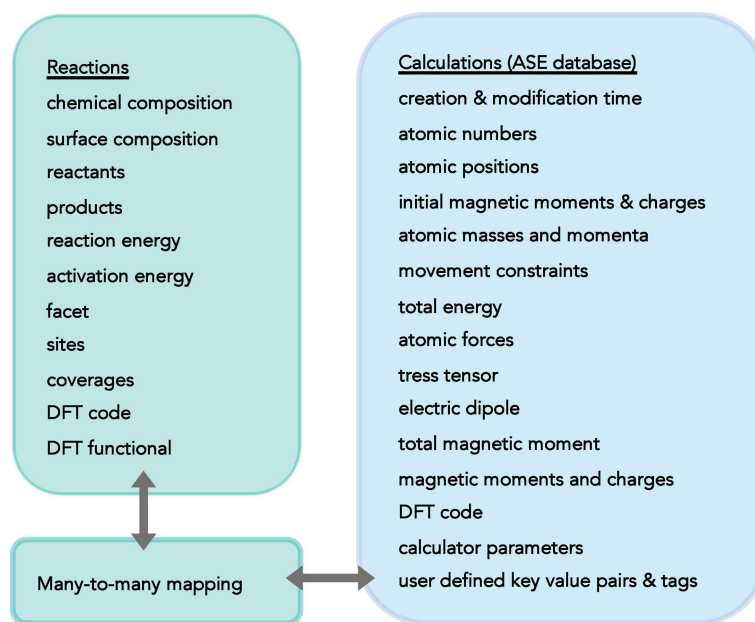 Reactions
chemical composition
surface composition
reactants
products
reaction energy
activation energy
facet
sites
coverages
DFT code
DFT functional
Many-to-many mapping
Calculations (ASE database)
creation & modification time
atomic numbers
atomic positions
initial magnetic moments & charges
atomic masses and momenta
movement constraints
total energy
atomic forces
tress tensor
electric dipole
total magnetic moment
magnetic moments and charges
DFT code
calculator parameters
user defined key value pairs & tags